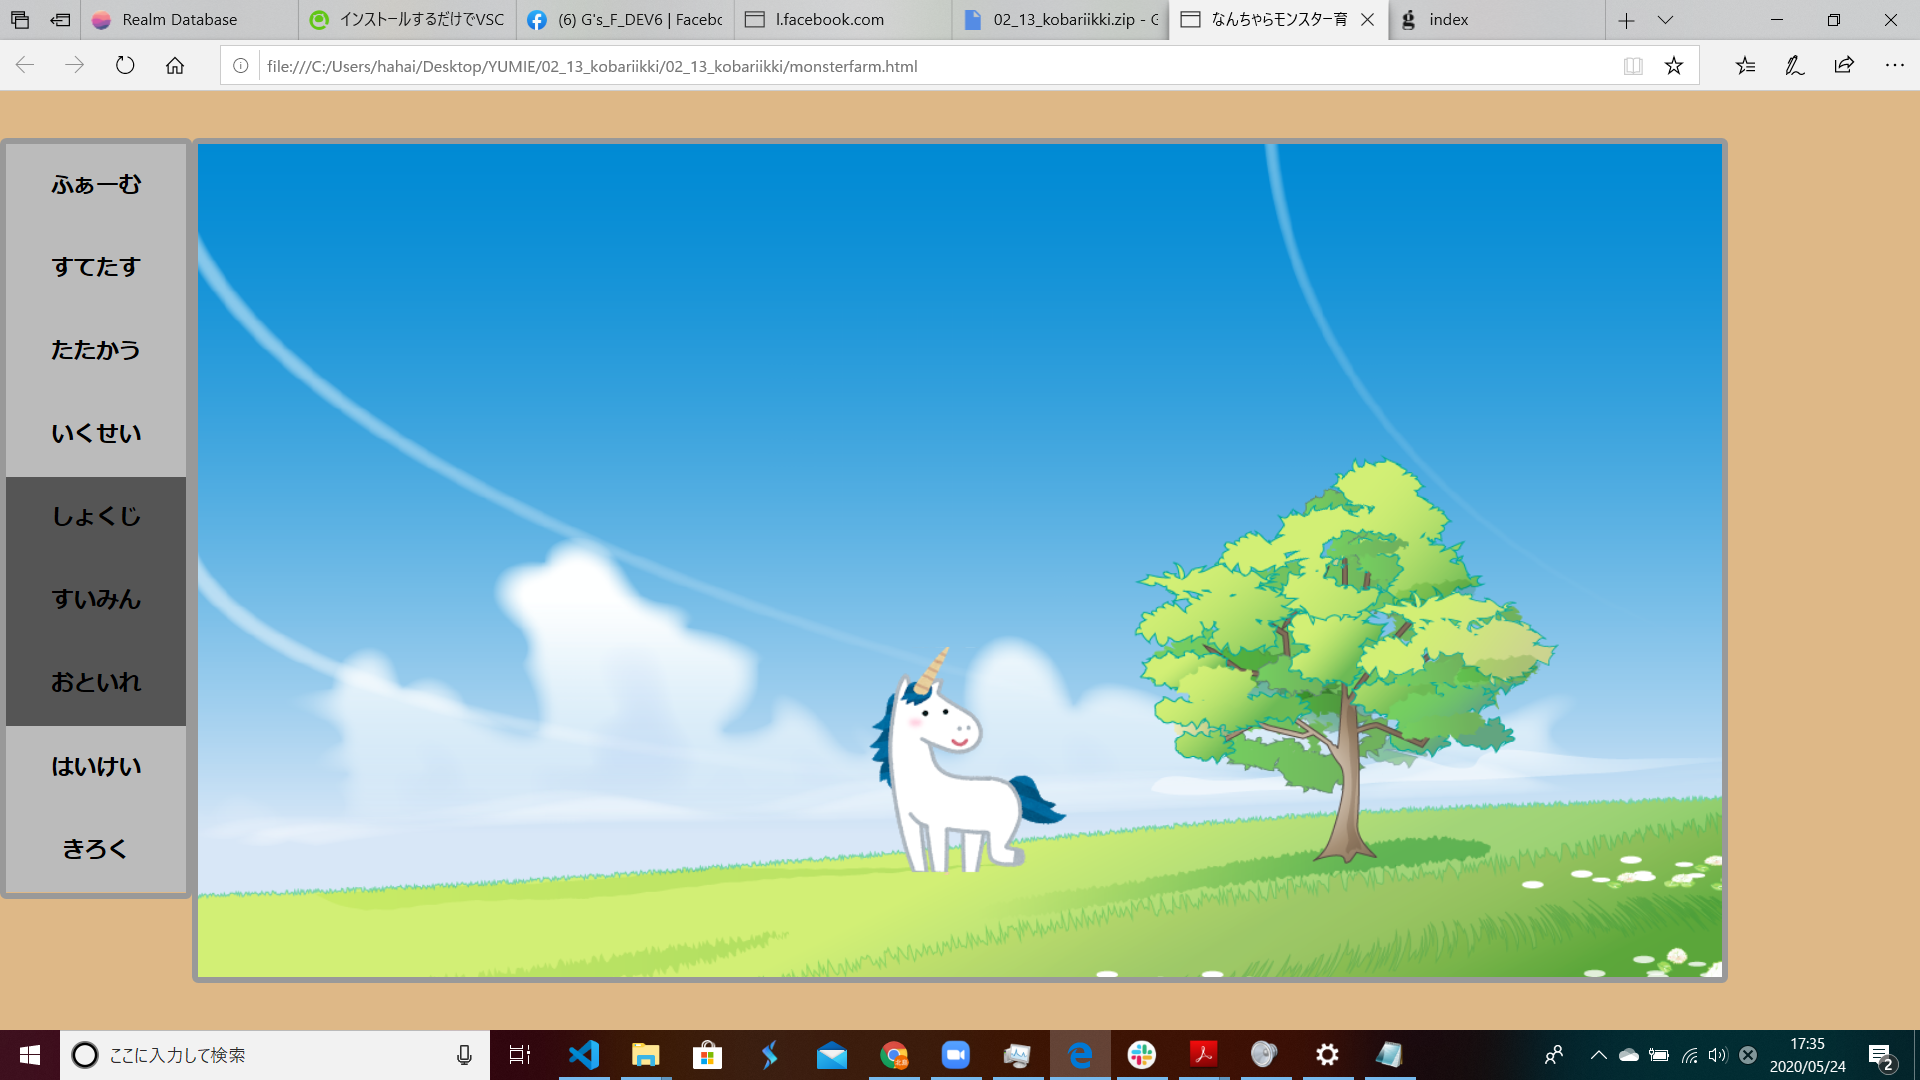 Realm Database
インストールするだけでVSC
(6) G's_F_DEV6 | Facebc
l.facebook.com
02_13_kobariikki.zip - G
なんちゃらモンスター育
index
file:///C:/Users/hahai/Desktop/YUMIE/02_13_kobariikki/02_13_kobariikki/monsterfarm.html
ふぁーむ
すてたす
たたかう
いくせい
しょくじ
すいみん
おといれ
はいけい
きろく
ここに入力して検索
17:35
2020/05/24
2